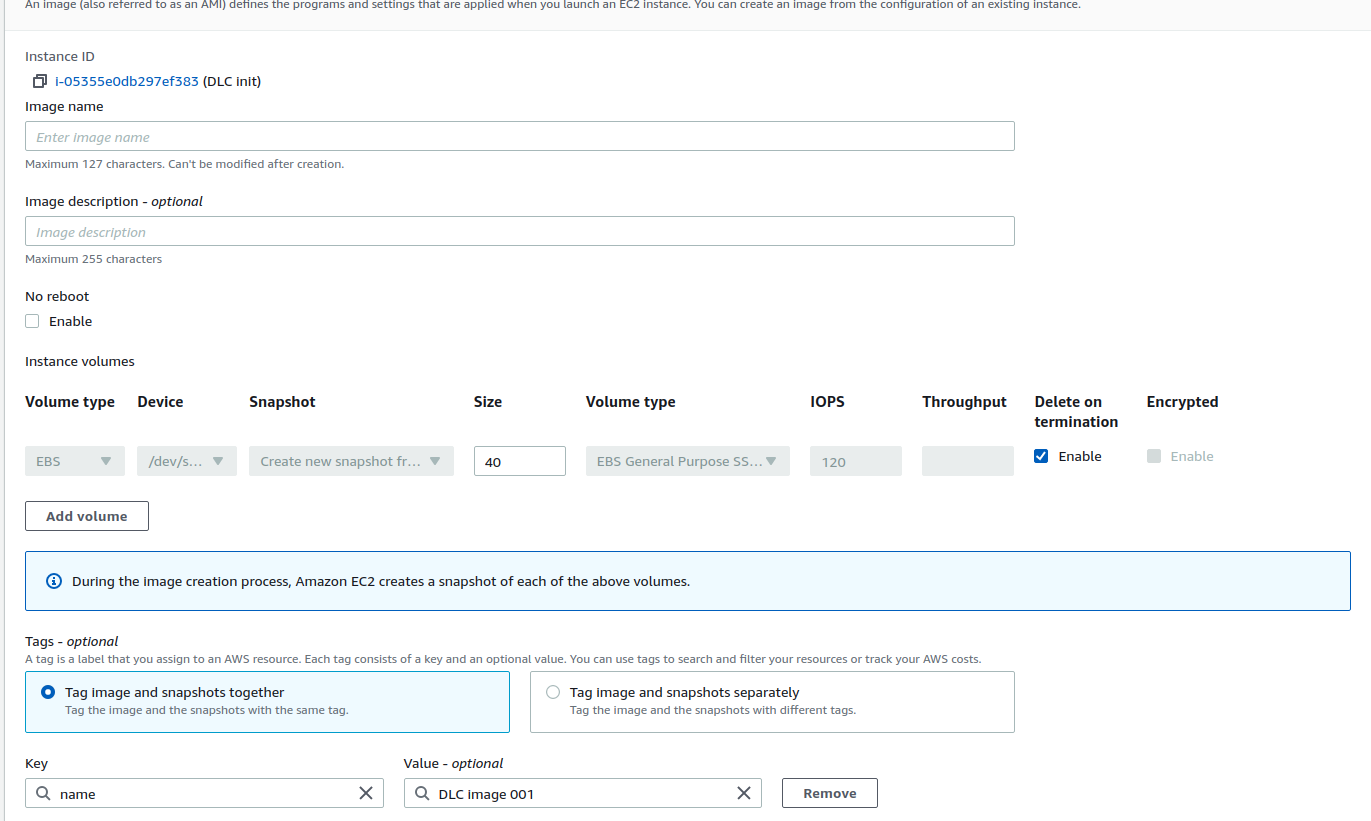 An image (also referred to as an AMI) defines the programs and settings that are applied when you launch an EC2 instance. You can create an image from the configuration of an existing instance.
Instance ID
i-05355e0db297ef383 (DLC init)
Image name
Enter image name
Maximum 127 characters. Can't be modified after creation.
Image description - optional
Image description
Maximum 255 characters
No reboot
Enable
Instance volumes
Volume type Device Snapshot Size Volume type IOPS Throughput Delete on termination Encrypted
EBS /dev/s... Create new snapshot fr... 40 EBS General Purpose SS... 120 Enable Enable
Add volume
During the image creation process, Amazon EC2 creates a snapshot of each of the above volumes.
Tags - optional
A tag is a label that you assign to an AWS resource. Each tag consists of a key and an optional value. You can use tags to search and filter your resources or track your AWS costs.
Tag image and snapshots together Tag image and snapshots separately
Tag the image and the snapshots with the same tag. Tag the image and the snapshots with different tags.
Key Value - optional
name DLC image 001 Remove